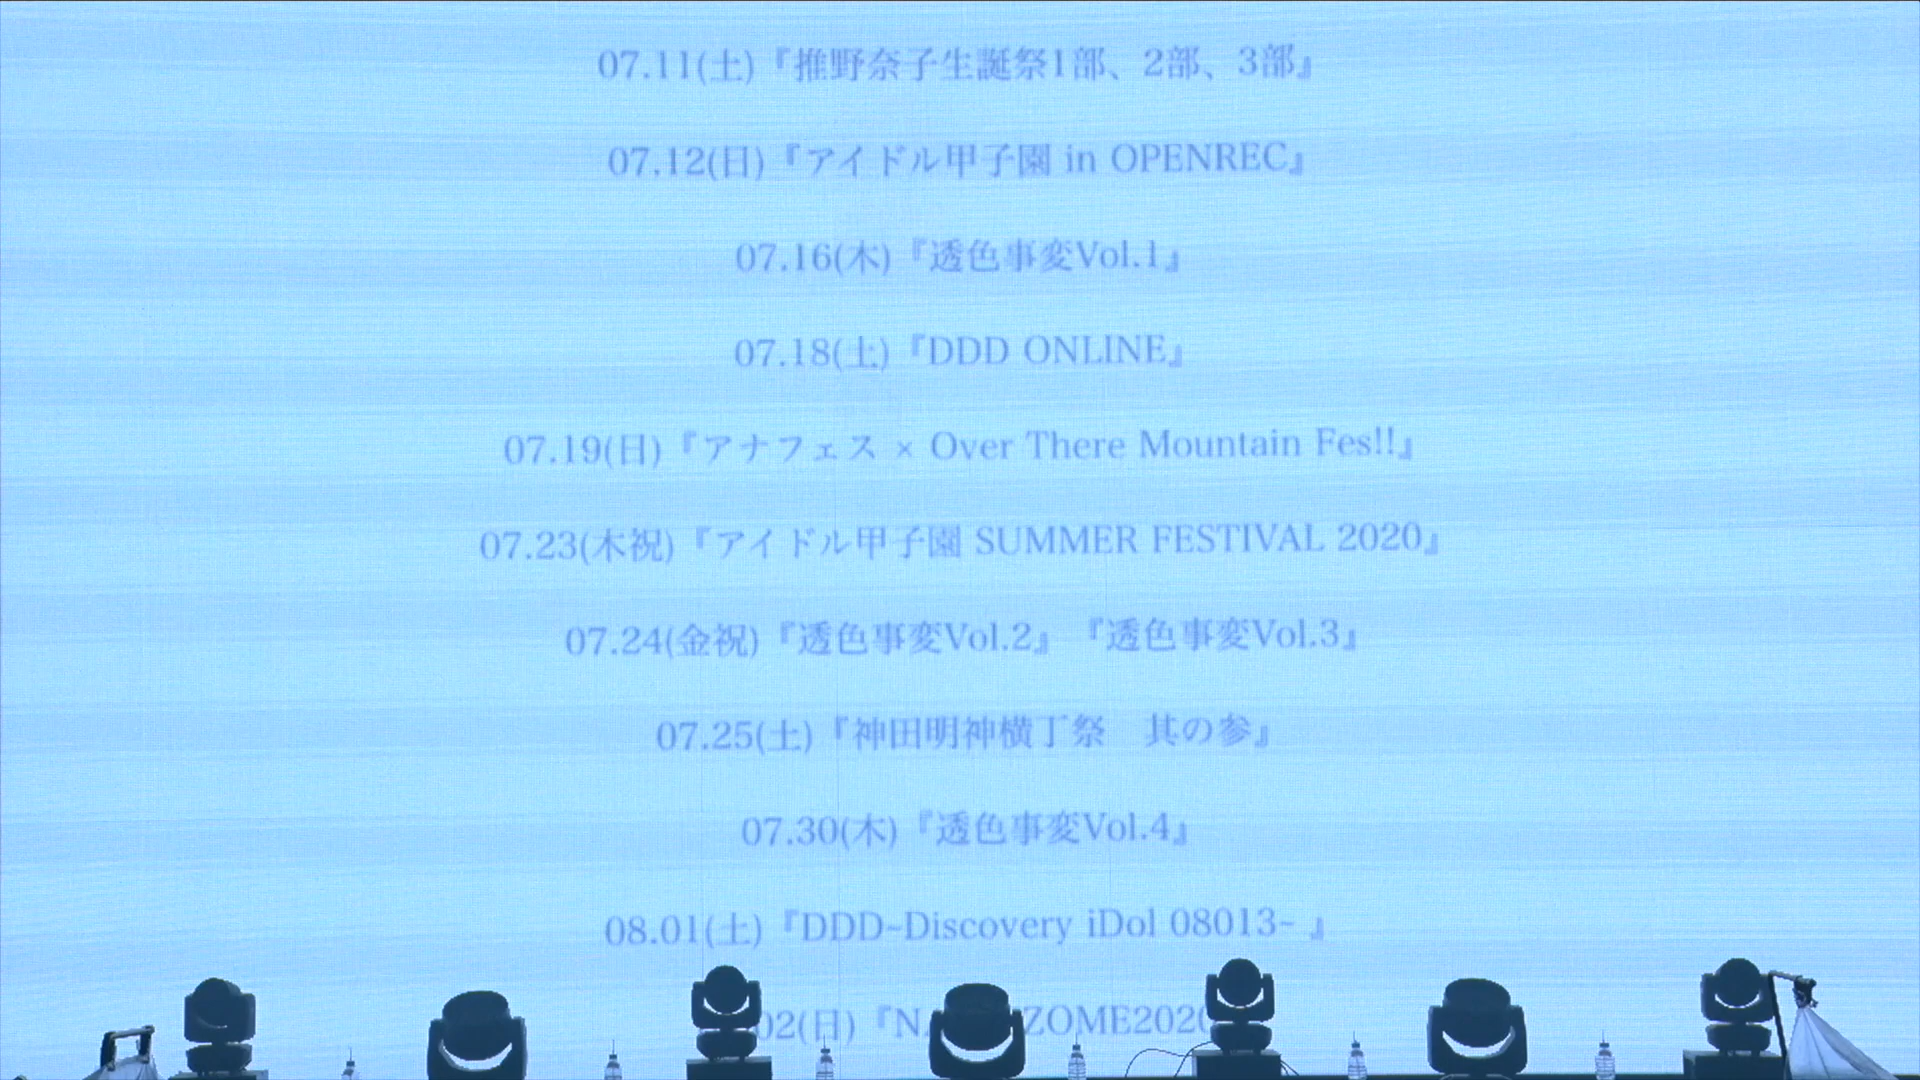 07.11(土)『推野奈子生誕祭1部、2部、3部』
07.12(日)『アイドル甲子園 in OPENREC』
07.16(木)『透色事変Vol.1』
07.18(土)『DDD ONLINE』
07.19(日)『アナフェス × Over There Mountain Fes!!』
07.23(木祝)『アイドル甲子園 SUMMER FESTIVAL 2020』
07.24(金祝)『透色事変Vol.2』『透色事変Vol.3』
07.25(土)『神田明神横丁祭 其の参』
07.30(木)『透色事変Vol.4』
08.01(土)『DDD~Discovery iDol 08013~ 』
02(日)『 ZOME2020